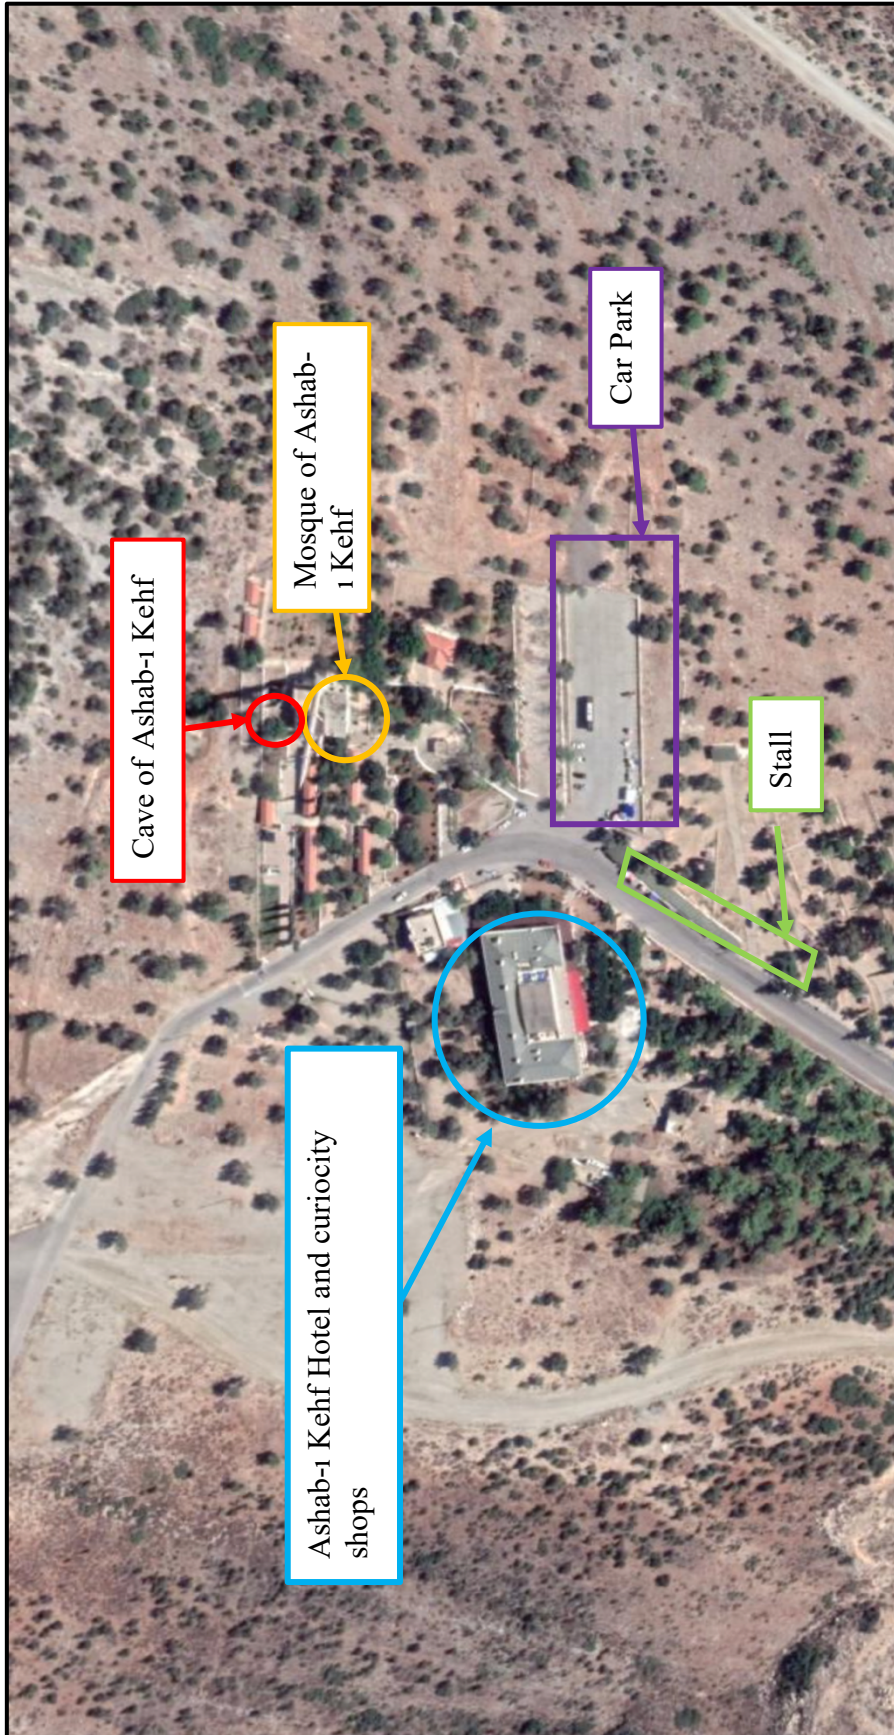 Cave of Ashab-ı Kehf
Mosque of Ashab-
ı Kehf
Car Park
Ashab-ı Kehf Hotel and curiocity
shops
Stall